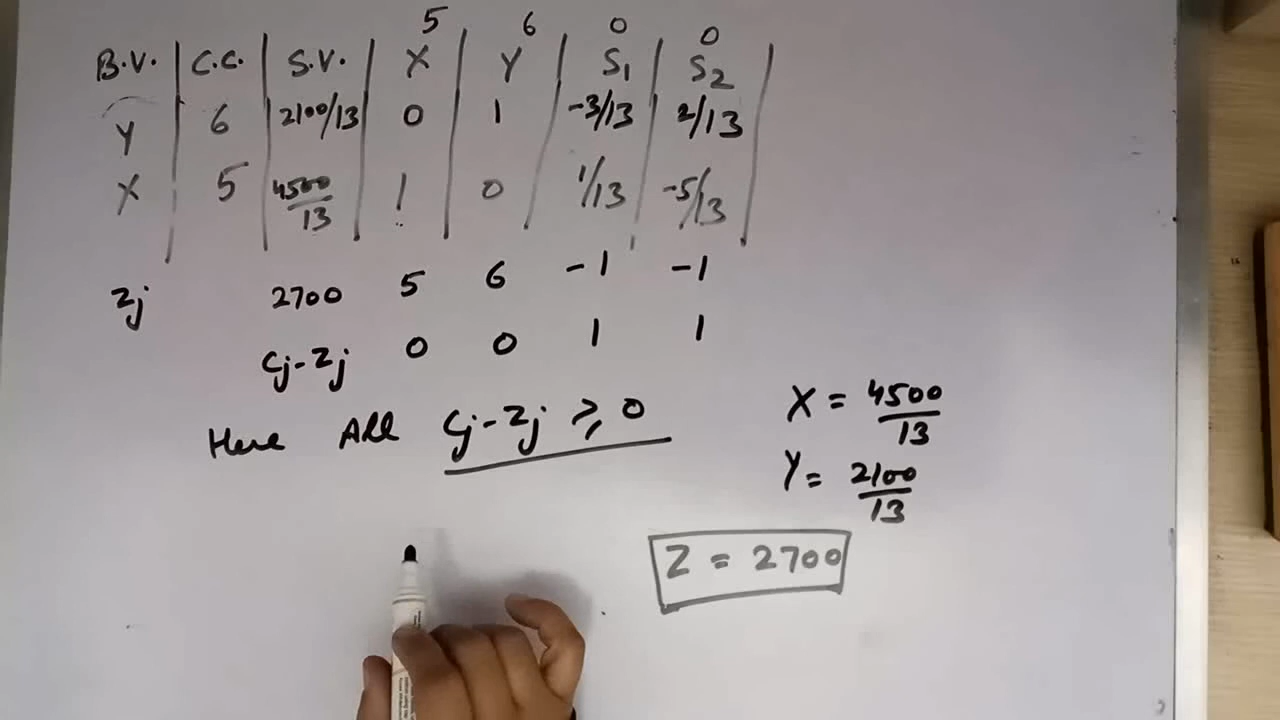 5 6 0 0
B.V. C.C. S.V. X Y S1 S2
Y 6 2100/13 0 1 -3/13 2/13
X 5 4500/13 1 0 1/13 -5/13
Zj 2700 5 6 -1 -1
Cj-Zj 0 0 1 1
Here All Cj-Zj ≥ 0
X = 4500/13
Y = 2100/13
Z = 2700